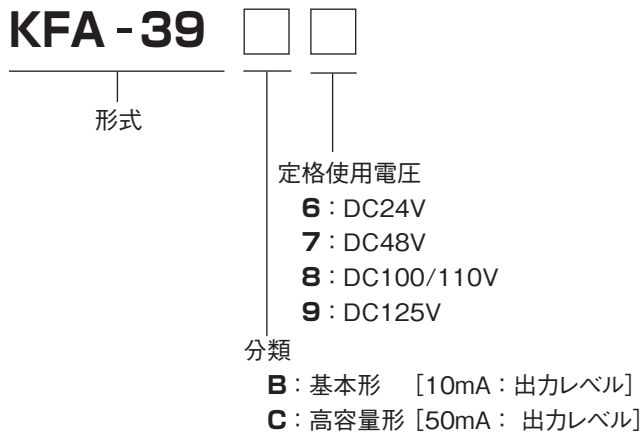 KFA-39 □ □
形式
定格使用電圧
6：DC24V
7：DC48V
8：DC100/110V
9：DC125V
分類
B：基本形 [10mA：出力レベル]
C：高容量形 [50mA： 出力レベル]